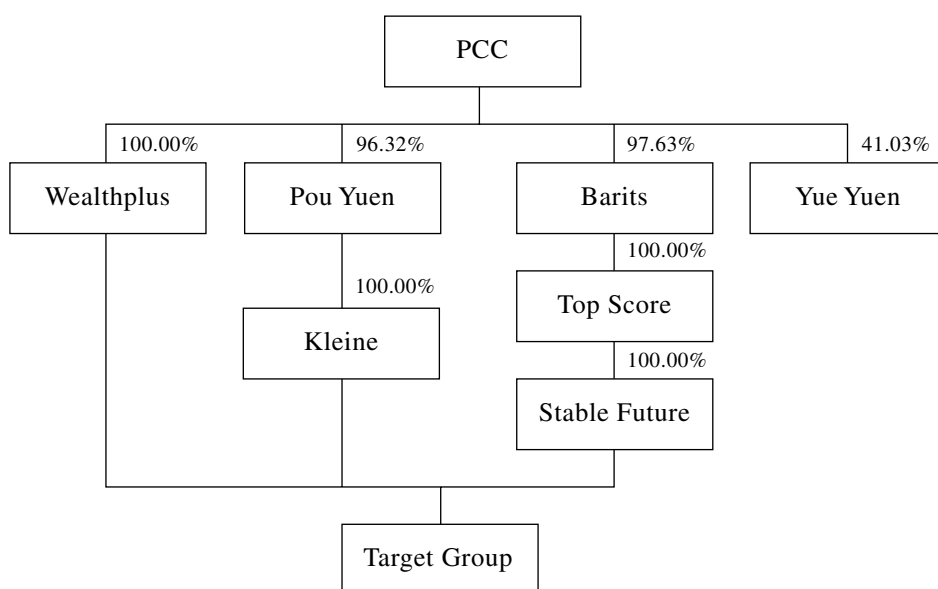 PCC
100.00%
96.32%
97.63%
41.03%
Wealthplus
Pou Yuen
Barits
Yue Yuen
100.00%
Top Score
100.00%
Kleine
100.00%
Stable Future
Target Group